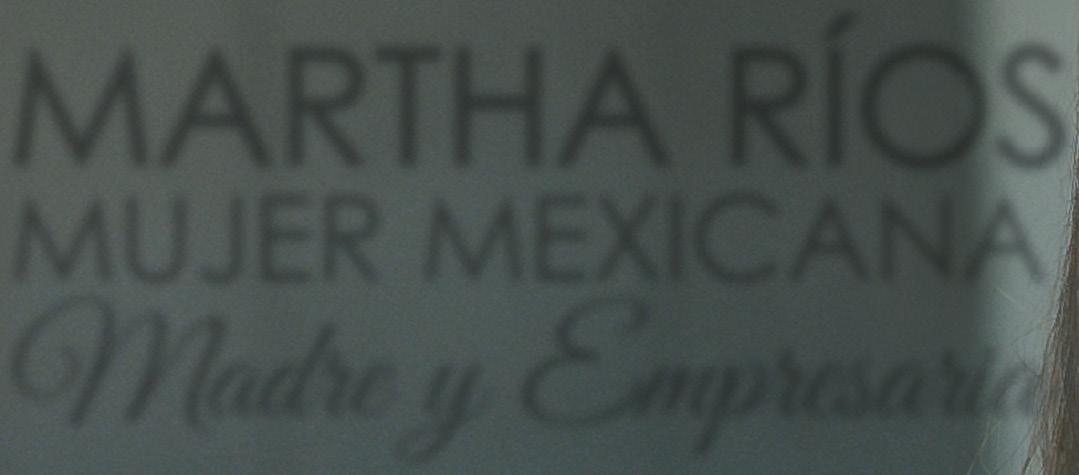 MARTHA RÍOS
MUJER MEXICANA
Madre y Empresaria